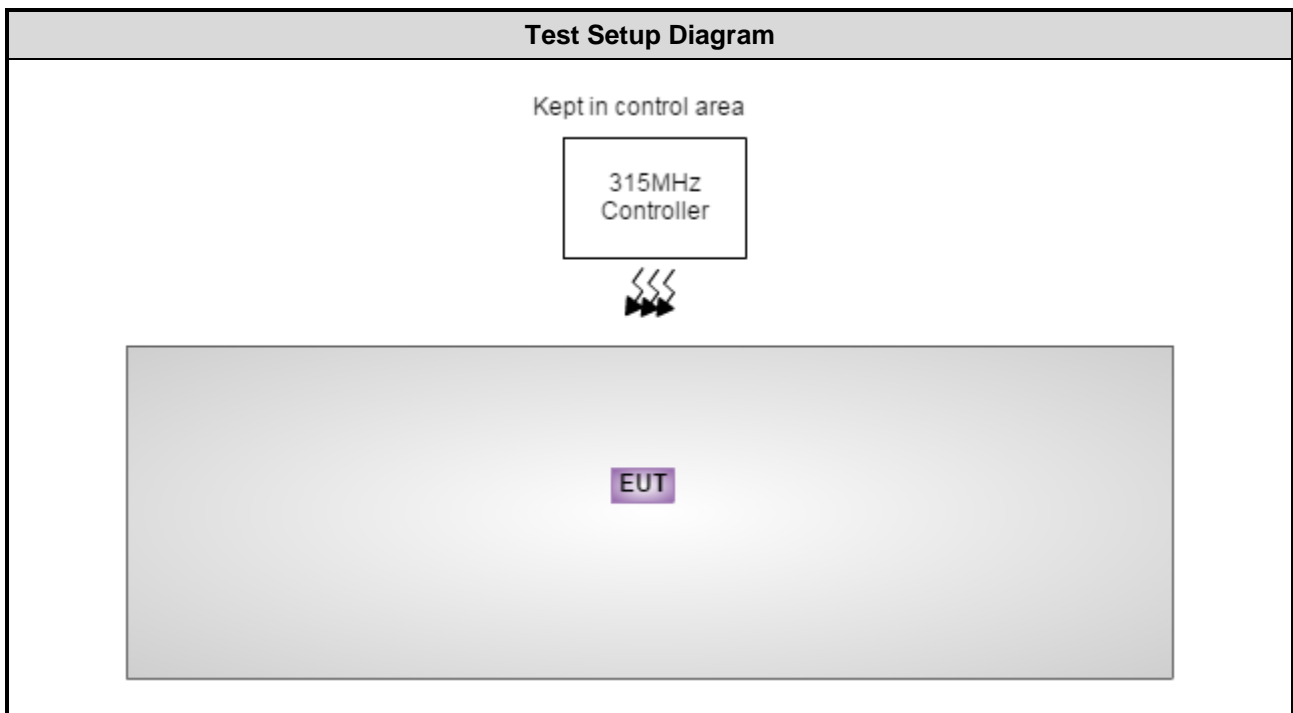 Test Setup Diagram
Kept in control area
315MHz
Controller
EUT